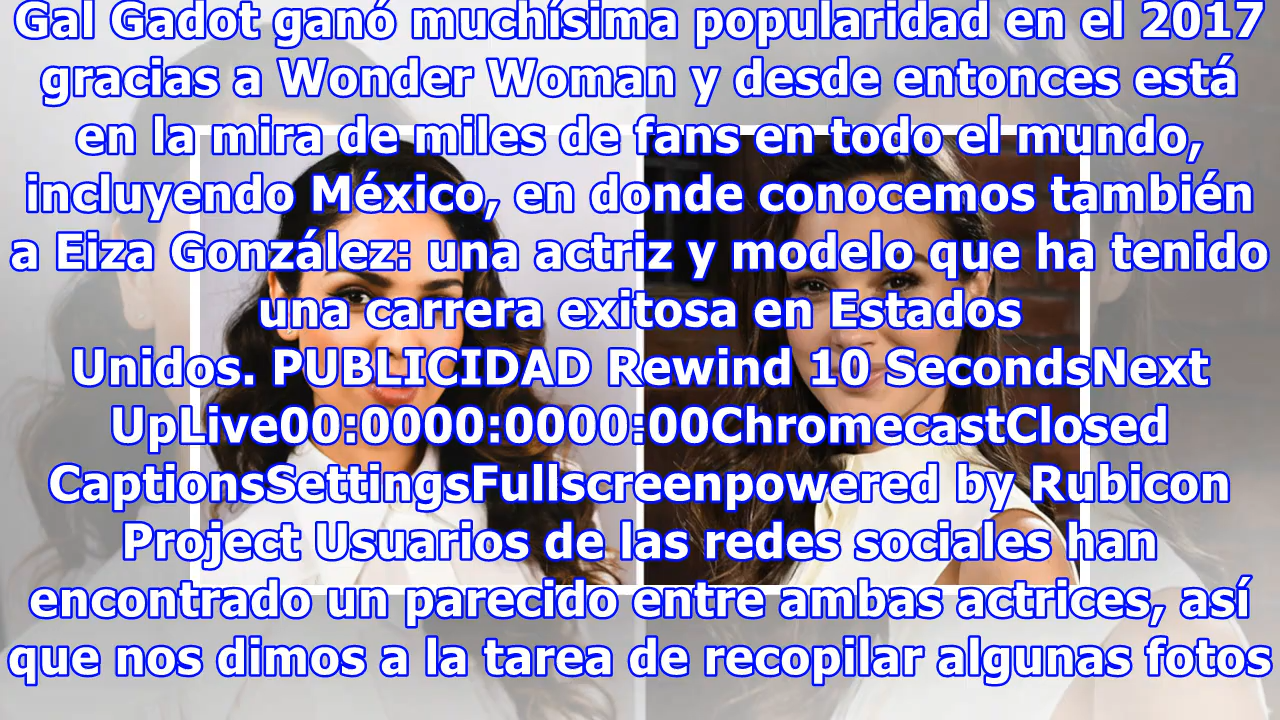 Gal Gadot ganó muchísima popularidad en el 2017
gracias a Wonder Woman y desde entonces está
en la mira de miles de fans en todo el mundo,
incluyendo México, en donde conocemos también
a Eiza González: una actriz y modelo que ha tenido
una carrera exitosa en Estados
Unidos. PUBLICIDAD Rewind 10 SecondsNext
UpLive00:0000:0000:00ChromecastClosed
CaptionsSettingsFullscreenpowered by Rubicon
Project Usuarios de las redes sociales han
encontrado un parecido entre ambas actrices, así
que nos dimos a la tarea de recopilar algunas fotos